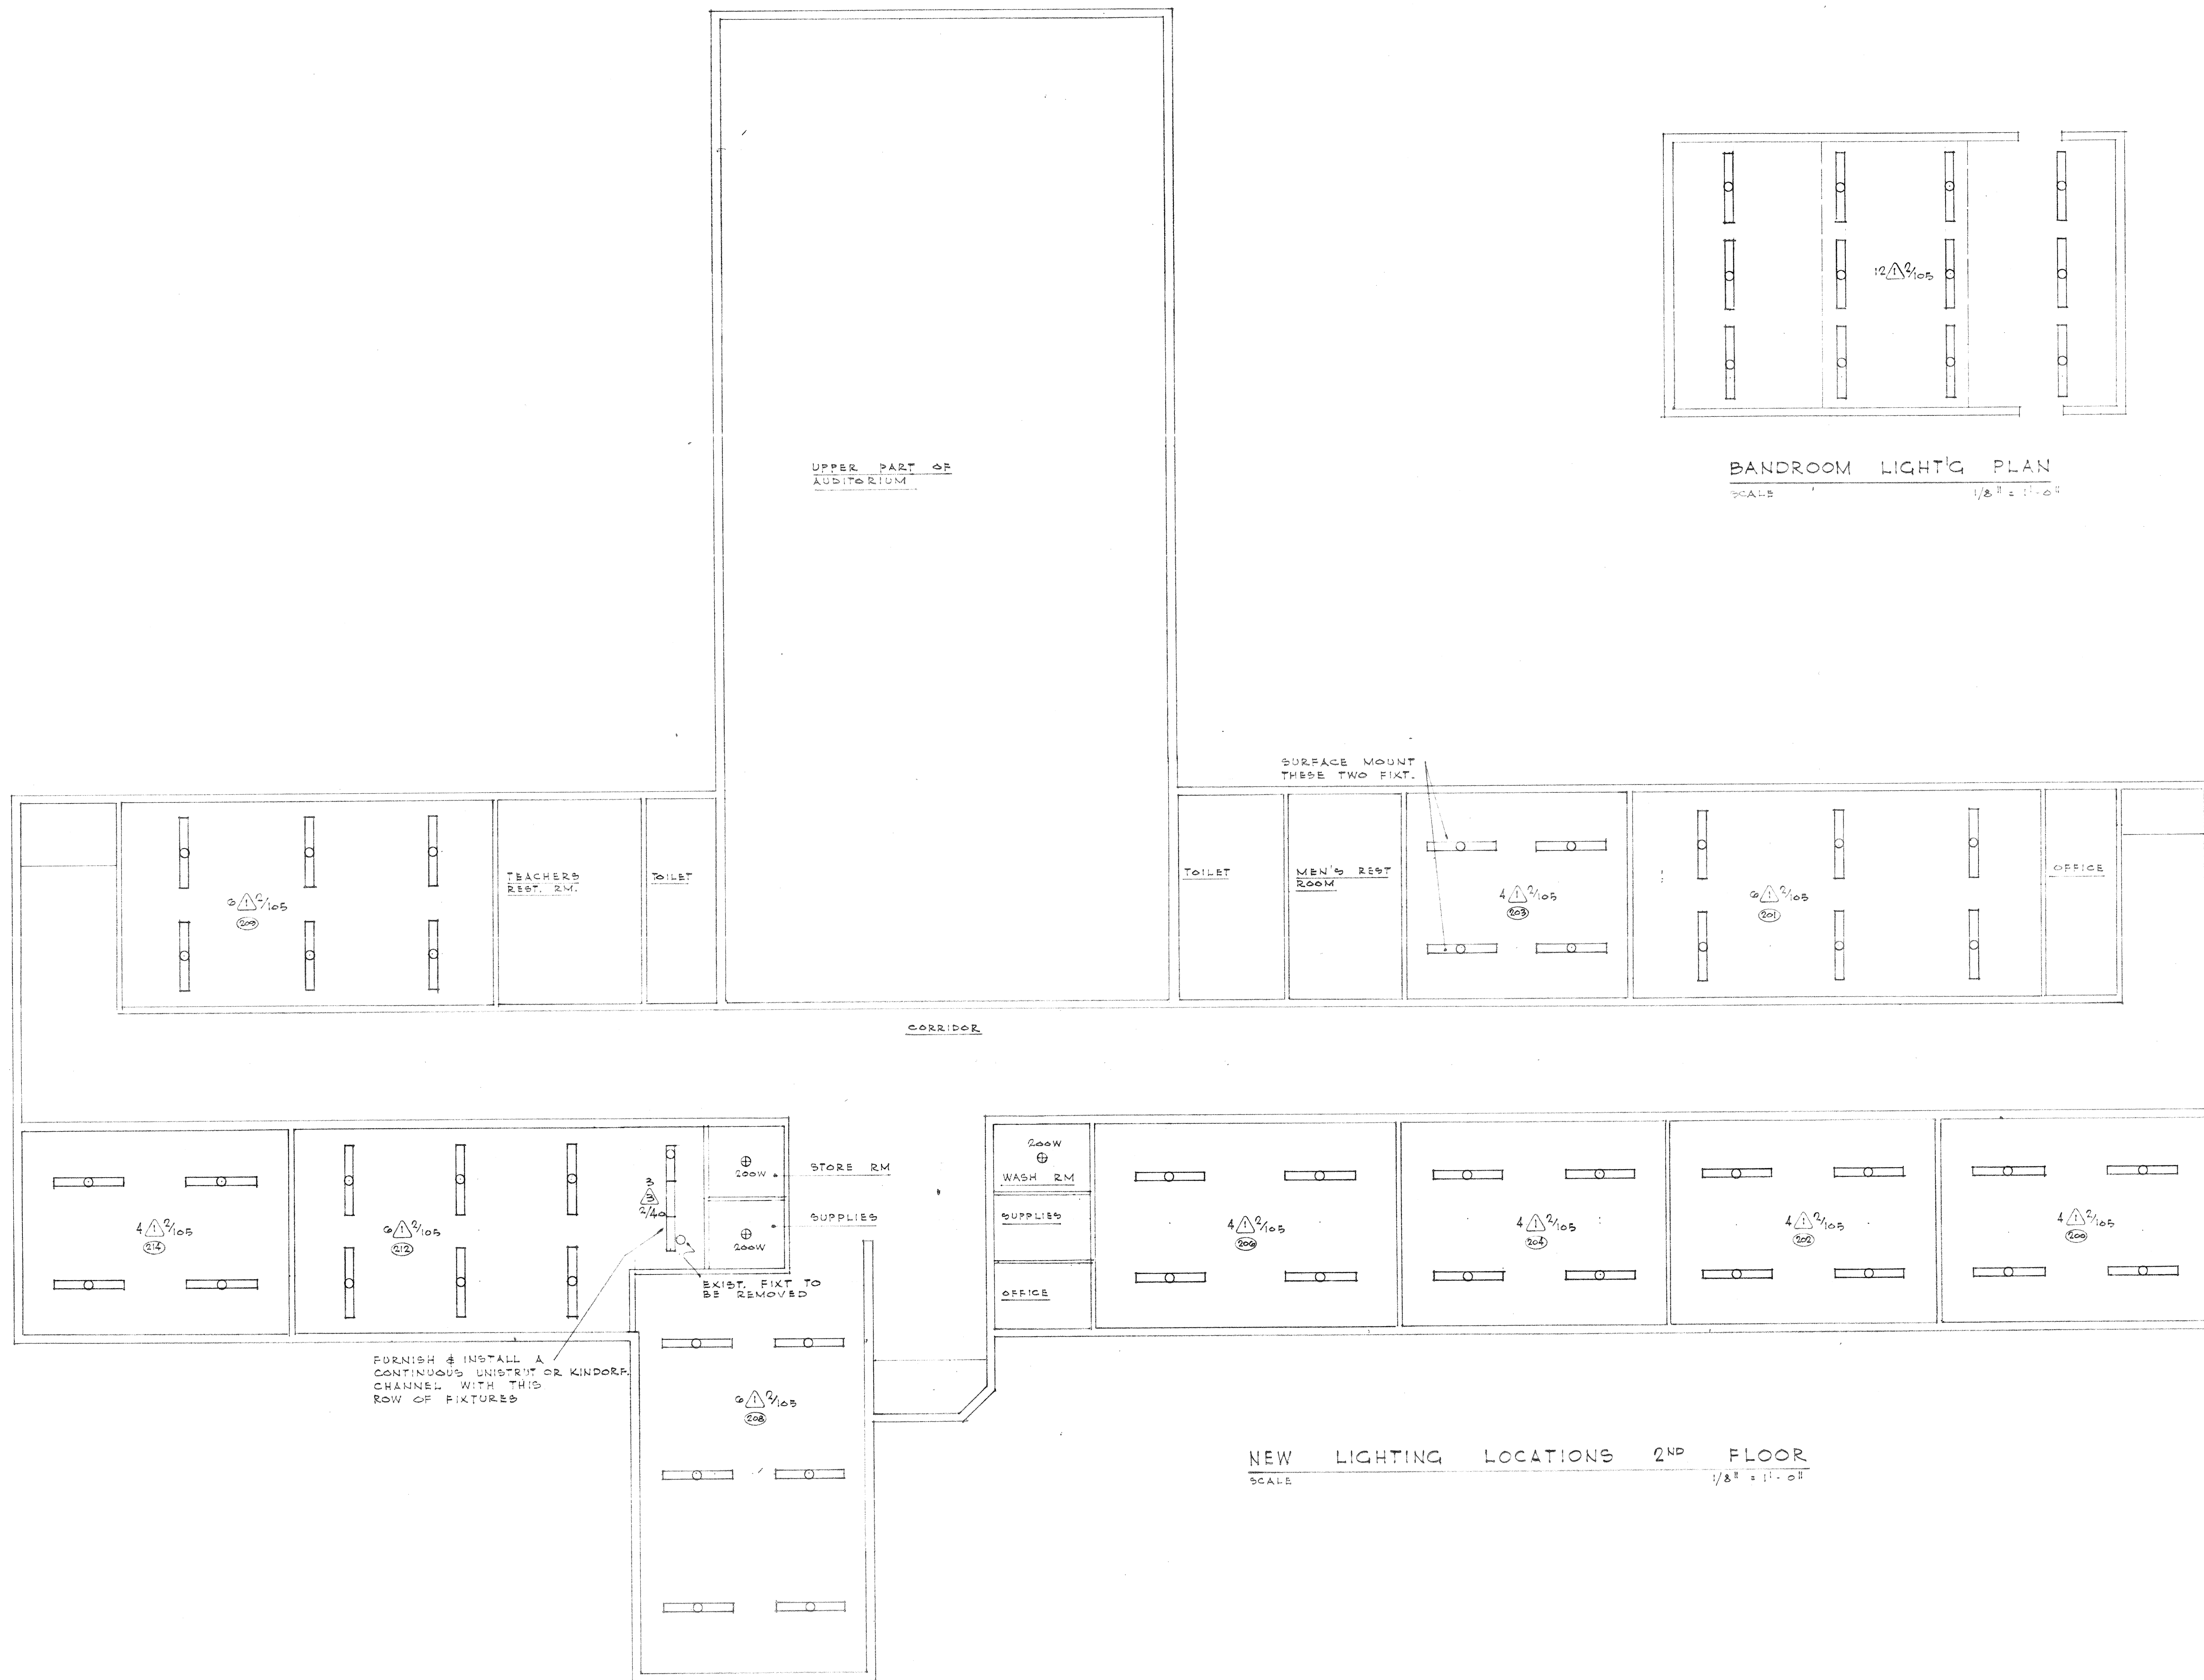 UPPER PART OF
AUDITORIUM
12 1 2/105
BANDROOM LIGHT'G PLAN
SCALE 1/8" = 1'-0"
SURFACE MOUNT
THESE TWO FIXT.
6 1 2/105
209
TEACHERS
REST. RM.
TOILET
TOILET
MEN'S REST
ROOM
4 1 2/105
203
6 1 2/105
201
OFFICE
CORRIDOR
4 1 2/105
214
6 1 2/105
212
3
3
2/40
200W
STORE RM
SUPPLIES
200W
EXIST. FIXT TO
BE REMOVED
200W
WASH RM
SUPPLIES
OFFICE
4 1 2/105
206
4 1 2/105
204
4 1 2/105
202
4 1 2/105
200
FURNISH & INSTALL A
CONTINUOUS UNISTRUT OR KINDORF.
CHANNEL WITH THIS
ROW OF FIXTURES
6 1 2/105
208
NEW LIGHTING LOCATIONS 2ND FLOOR
SCALE 1/8" = 1'-0"